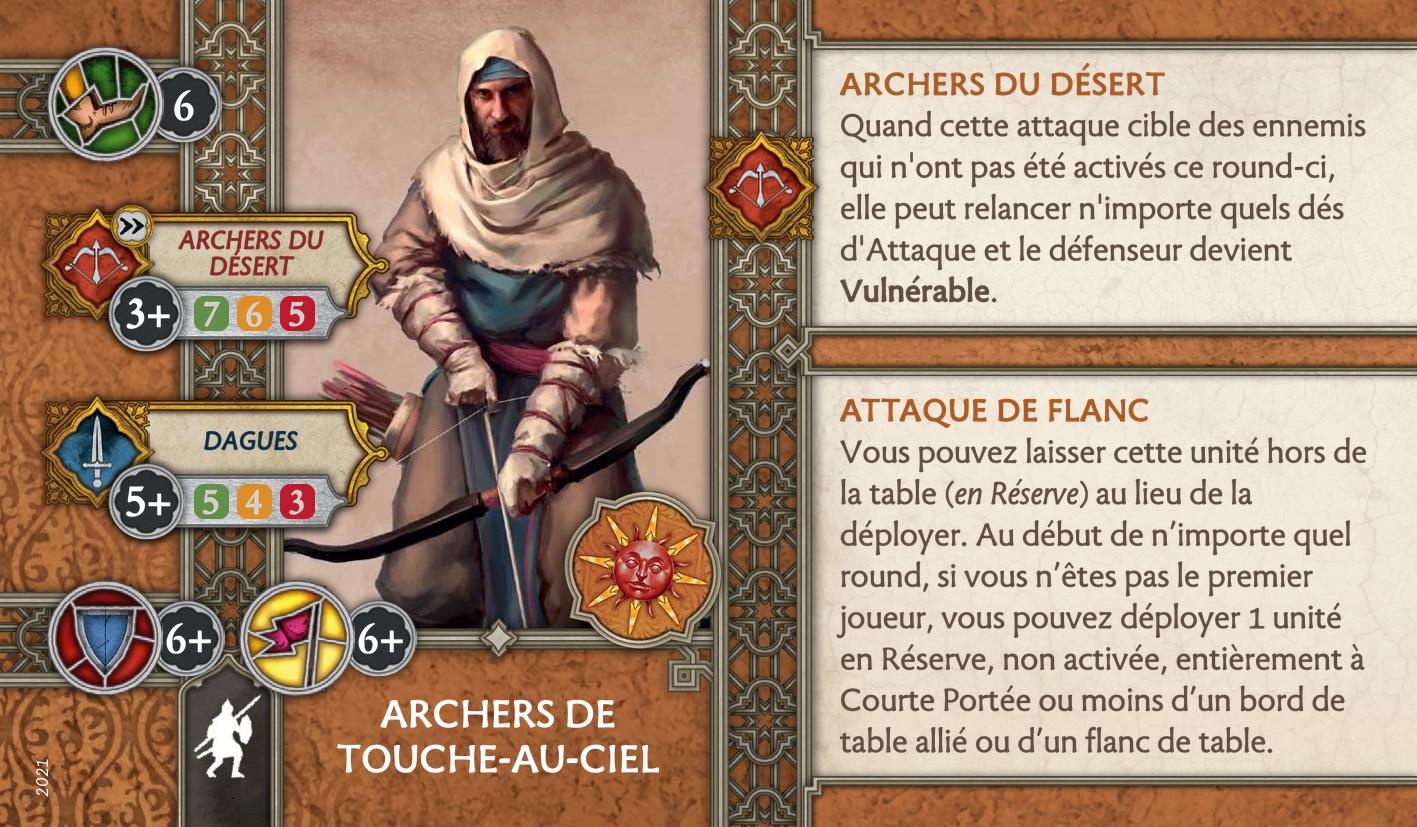 6
ARCHERS DU
DÉSERT
3+
7 6 5
DAGUES
5+
5 4 3
6+
6+
ARCHERS DE
TOUCHE-AU-CIEL
2021
ARCHERS DU DÉSERT
Quand cette attaque cible des ennemis
qui n'ont pas été activés ce round-ci,
elle peut relancer n'importe quels dés
d'Attaque et le défenseur devient
Vulnérable.
ATTAQUE DE FLANC
Vous pouvez laisser cette unité hors de
la table (en Réserve) au lieu de la
déployer. Au début de n’importe quel
round, si vous n’êtes pas le premier
joueur, vous pouvez déployer 1 unité
en Réserve, non activée, entièrement à
Courte Portée ou moins d’un bord de
table allié ou d’un flanc de table.